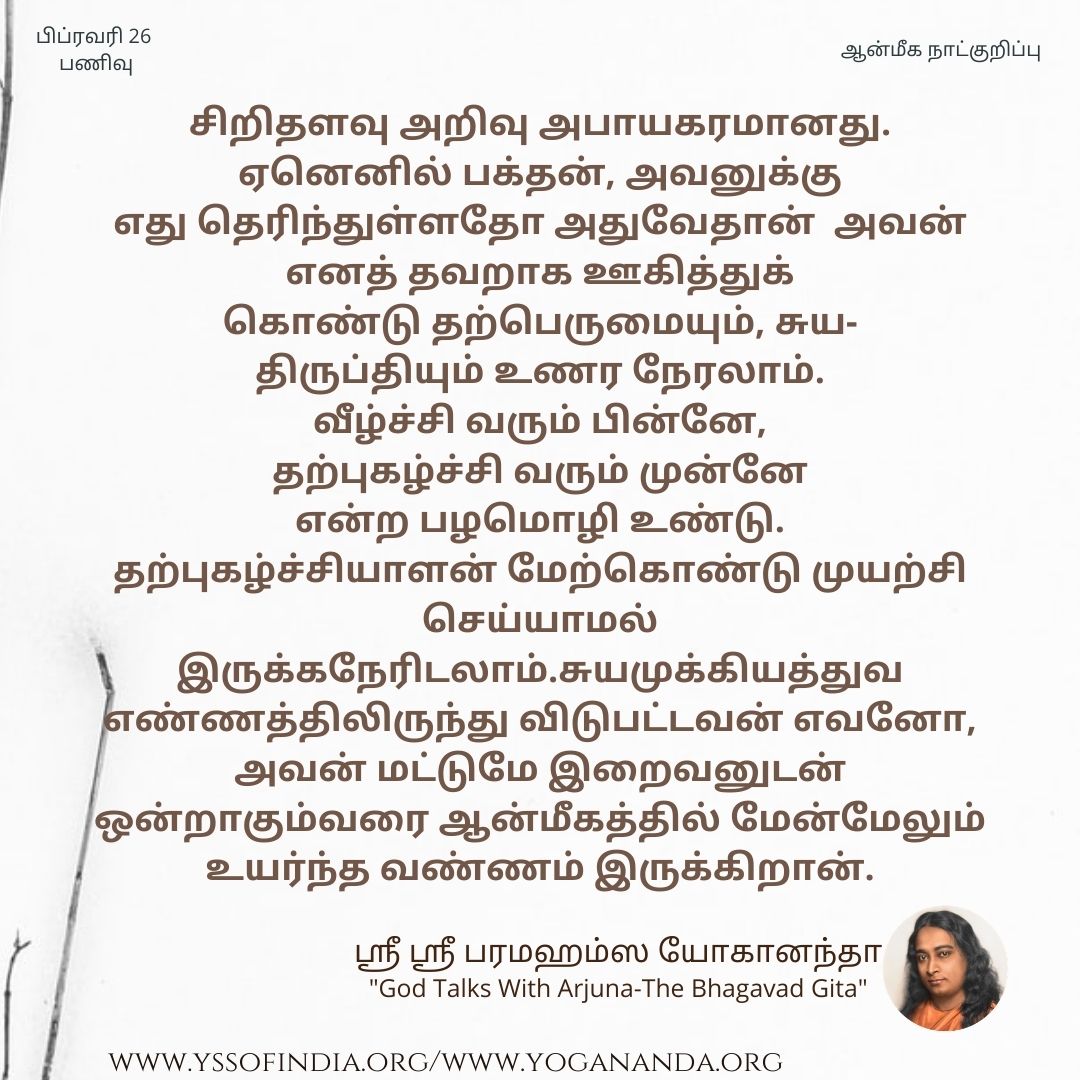 பிப்ரவரி 26
பணிவு
ஆன்மீக நாட்குறிப்பு
சிறிதளவு அறிவு அபாயகரமானது.
ஏனெனில் பக்தன், அவனுக்கு
எது தெரிந்துள்ளதோ அதுவேதான் அவன்
எனத் தவறாக ஊகித்துக்
கொண்டு தற்பெருமையும், சுய-
திருப்தியும் உணர நேரலாம்.
வீழ்ச்சி வரும் பின்னே,
தற்புகழ்ச்சி வரும் முன்னே
என்ற பழமொழி உண்டு.
தற்புகழ்ச்சியாளன் மேற்கொண்டு முயற்சி
செய்யாமல்
இருக்கநேரிடலாம்.சுயமுக்கியத்துவ
எண்ணத்திலிருந்து விடுபட்டவன் எவனோ,
அவன் மட்டுமே இறைவனுடன்
ஒன்றாகும்வரை ஆன்மீகத்தில் மேன்மேலும்
உயர்ந்த வண்ணம் இருக்கிறான்.
ஸ்ரீ ஸ்ரீ பரமஹம்ஸ யோகானந்தா
"God Talks With Arjuna-The Bhagavad Gita"
WWW.YSSOFINDIA.ORG/WWW.YOGANANDA.ORG